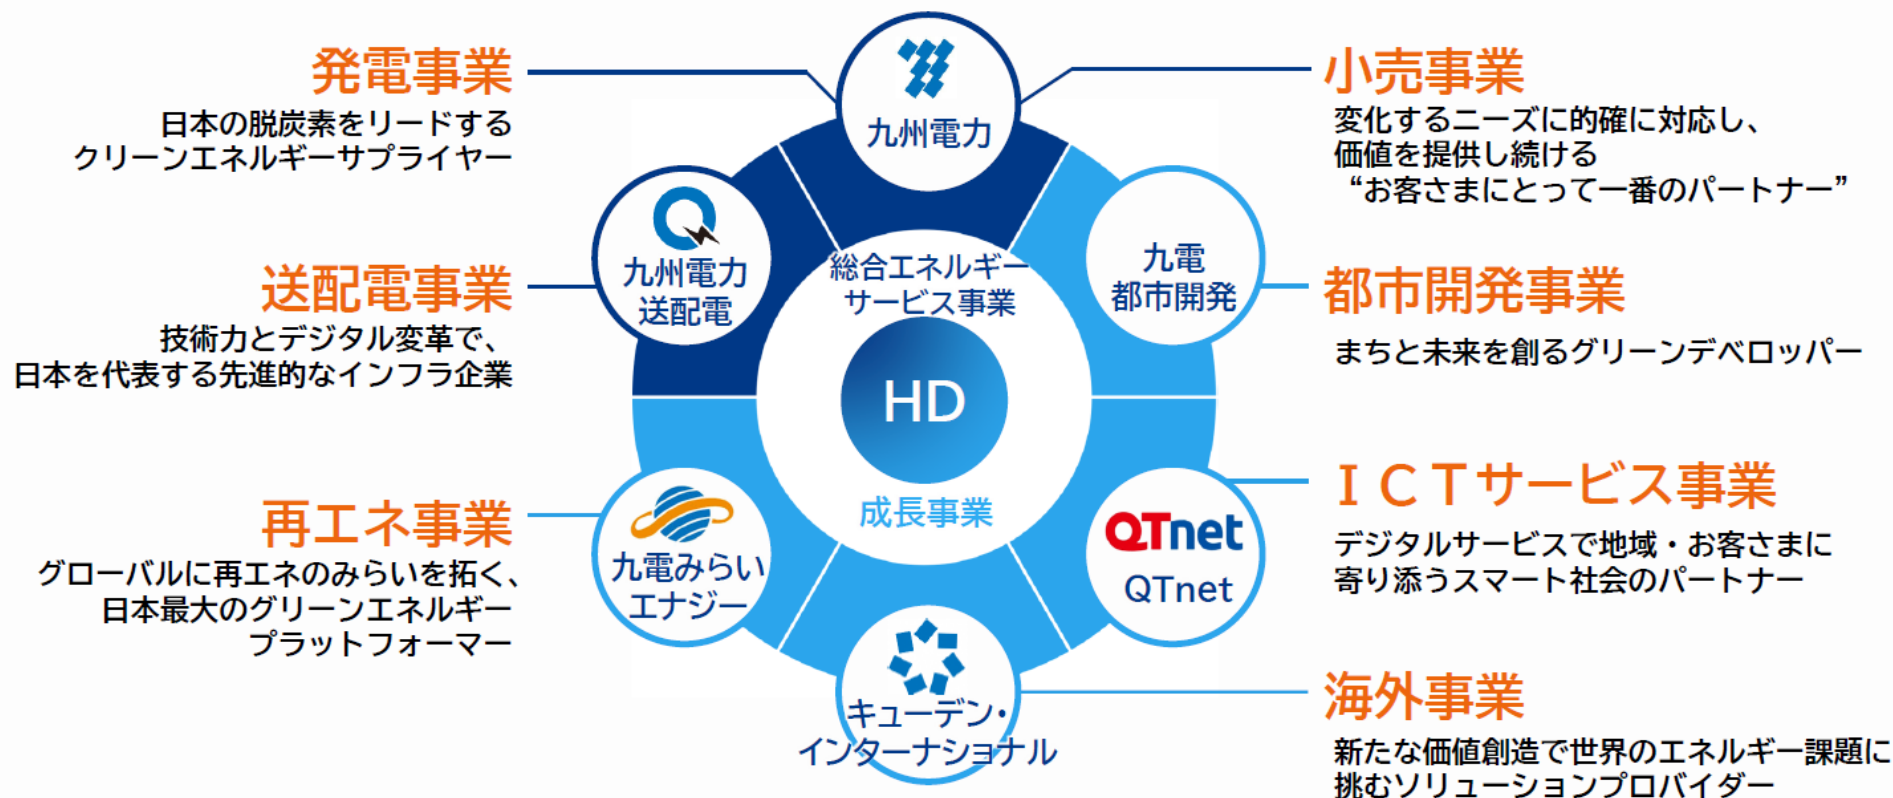 発電事業
日本の脱炭素をリードする
クリーンエネルギーサプライヤー
九州電力
小売事業
変化するニーズに的確に対応し、
価値を提供し続ける
“お客さまにとって一番のパートナー”
送配電事業
技術力とデジタル変革で、
日本を代表する先進的なインフラ企業
九州電力
送配電
総合エネルギー
サービス事業
HD
成長事業
九電
都市開発
都市開発事業
まちと未来を創るグリーンデベロッパー
再エネ事業
グローバルに再エネのみらいを拓く、
日本最大のグリーンエネルギー
プラットフォーマー
九電みらい
エナジー
QTnet
QTnet
ＩＣＴサービス事業
デジタルサービスで地域・お客さまに
寄り添うスマート社会のパートナー
キューデン・
インターナショナル
海外事業
新たな価値創造で世界のエネルギー課題に
挑むソリューションプロバイダー